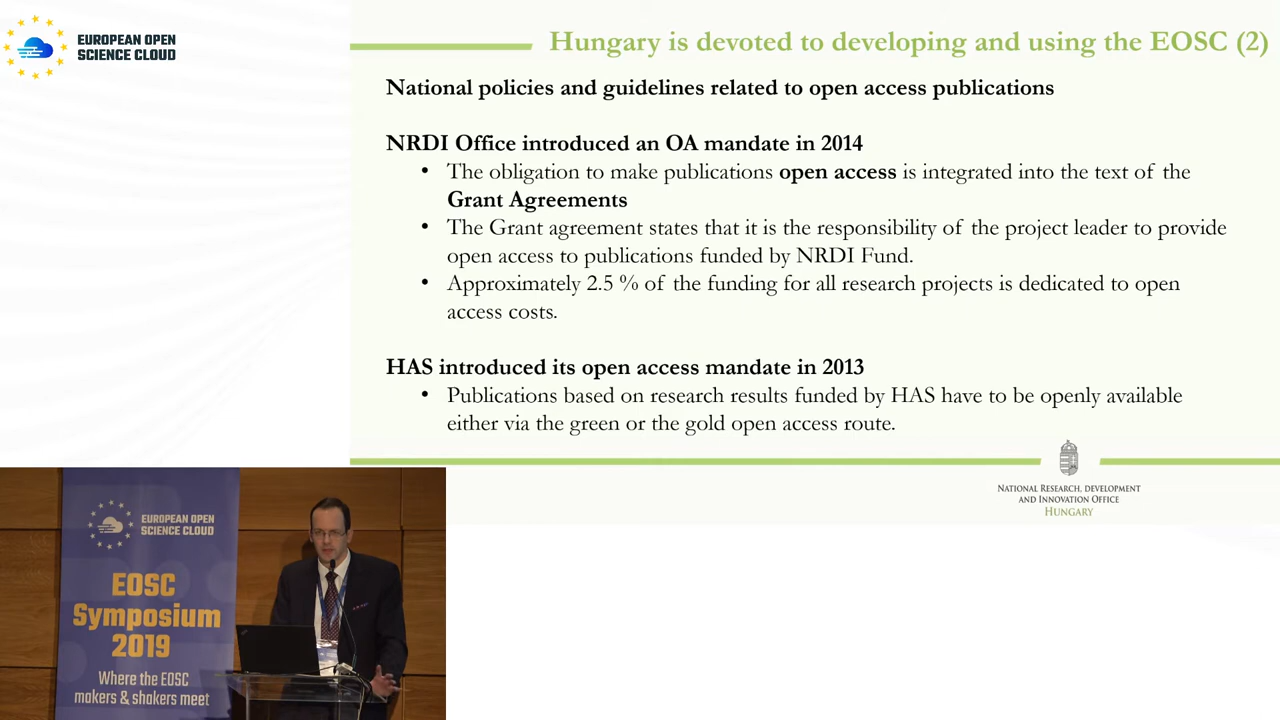 EUROPEAN OPEN
SCIENCE CLOUD
Hungary is devoted to developing and using the EOSC (2)
National policies and guidelines related to open access publications
NRDI Office introduced an OA mandate in 2014
• The obligation to make publications open access is integrated into the text of the
Grant Agreements
• The Grant agreement states that it is the responsibility of the project leader to provide
open access to publications funded by NRDI Fund.
• Approximately 2.5 % of the funding for all research projects is dedicated to open
access costs.
HAS introduced its open access mandate in 2013
• Publications based on research results funded by HAS have to be openly available
either via the green or the gold open access route.
NATIONAL RESEARCH, DEVELOPMENT
AND INNOVATION OFFICE
HUNGARY
EUROPEAN OPEN
SCIENCE CLOUD
EOSC
Symposium
2019
Where the EOSC
makers & shakers meet